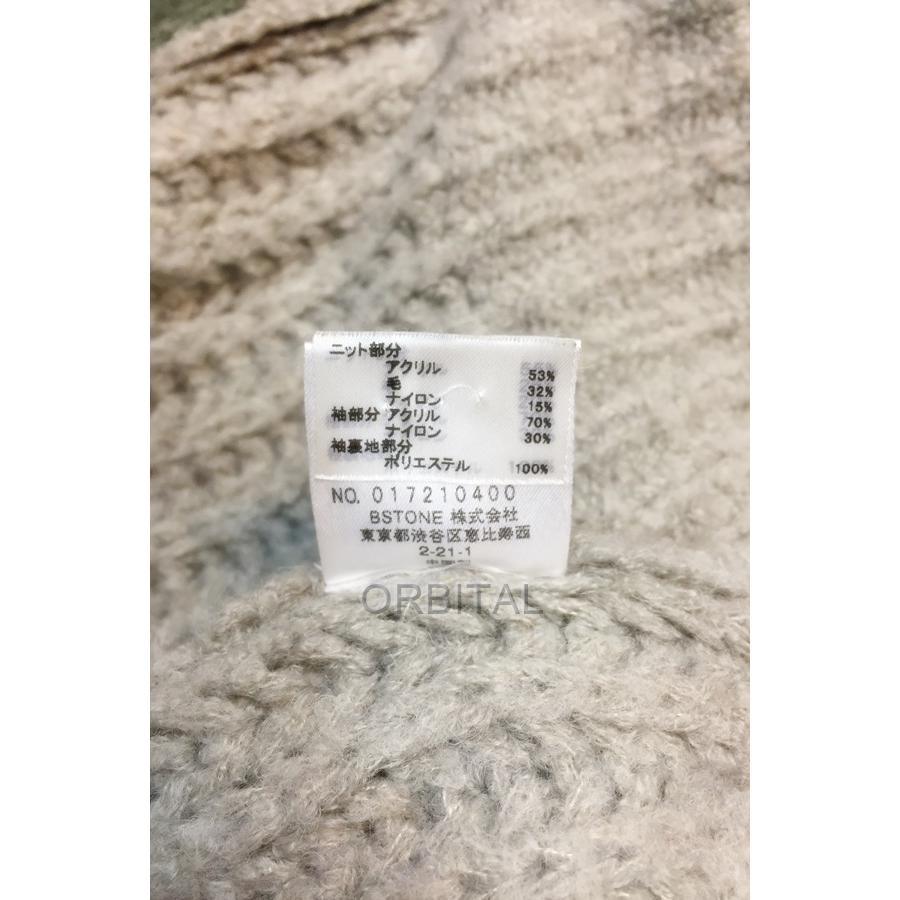 ニット部分
アクリル 53%
毛 32%
ナイロン 15%
袖部分 アクリル 70%
ナイロン 30%
袖裏地部分
ポリエステル 100%
NO. 017210400
BSTONE 株式会社
東京都渋谷区恵比寿西
2-21-1
ORBITAL